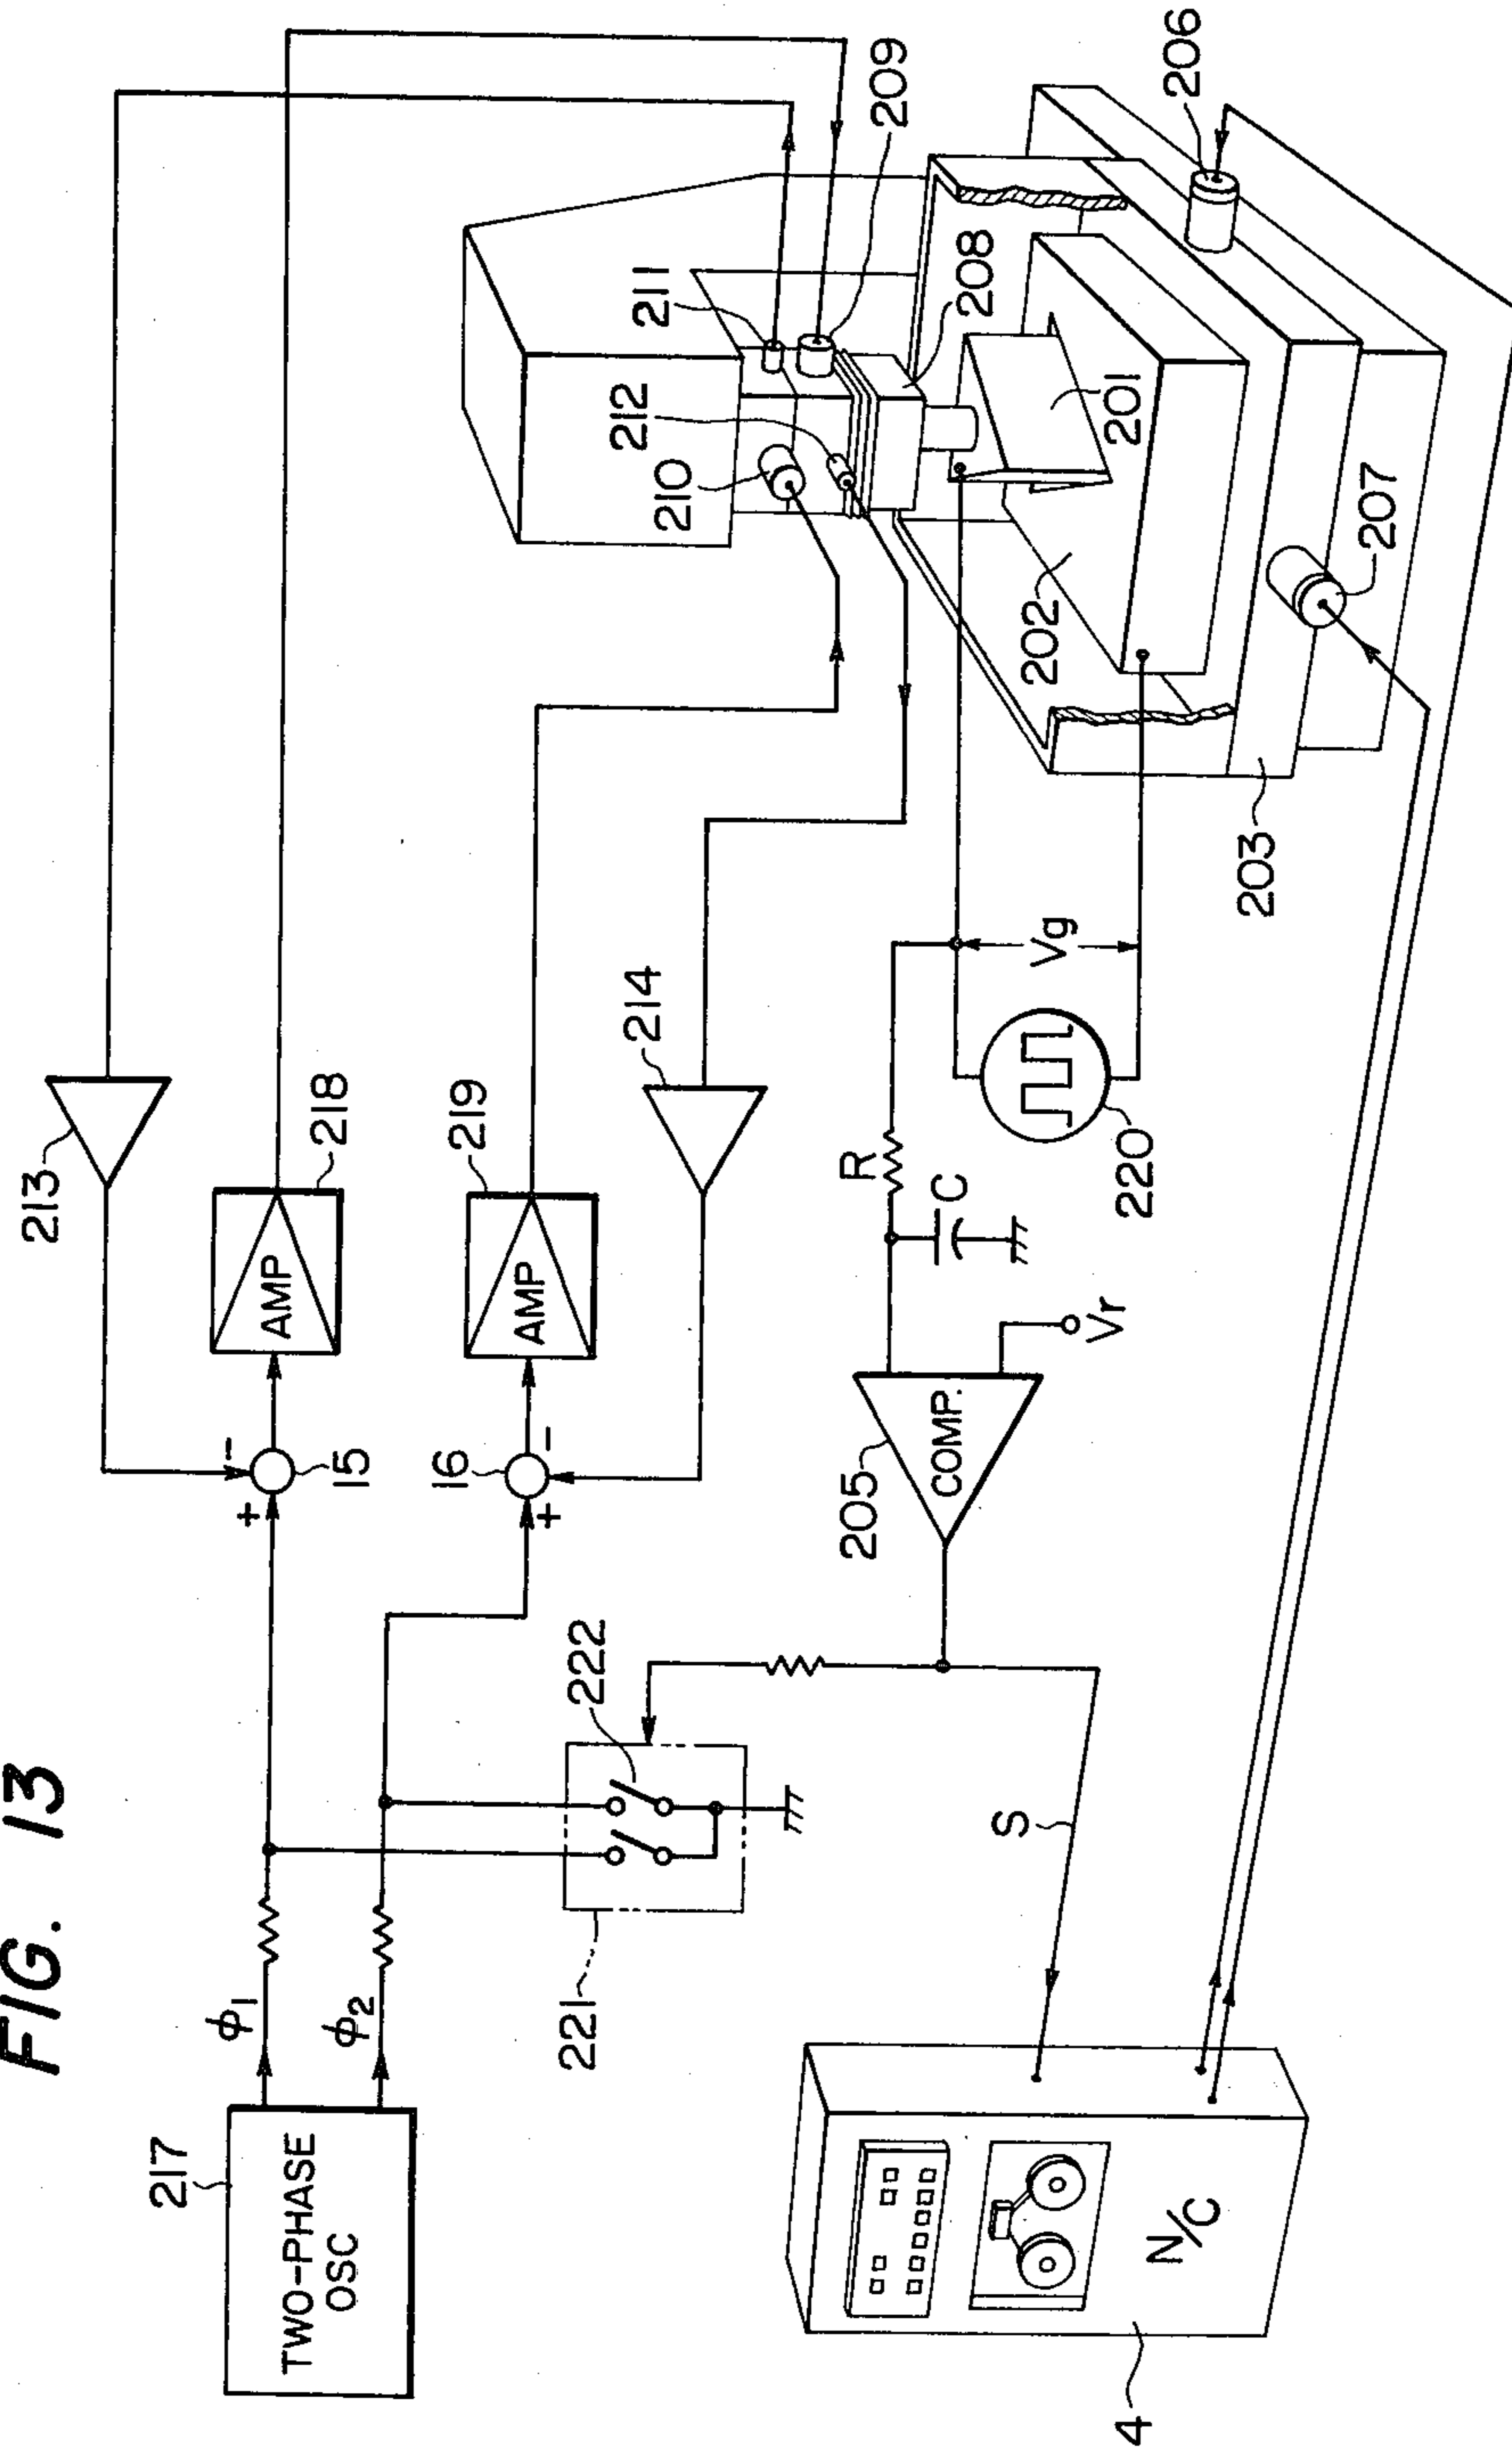 FIG. 13
217
TWO-PHASE
OSC
ϕ1
ϕ2
221
222
+
-
15
16
+
-
213
AMP
218
AMP
219
214
205
COMP.
Vr
R
C
220
Vg
S
4
N/C
210
212
211
209
208
201
202
203
207
206